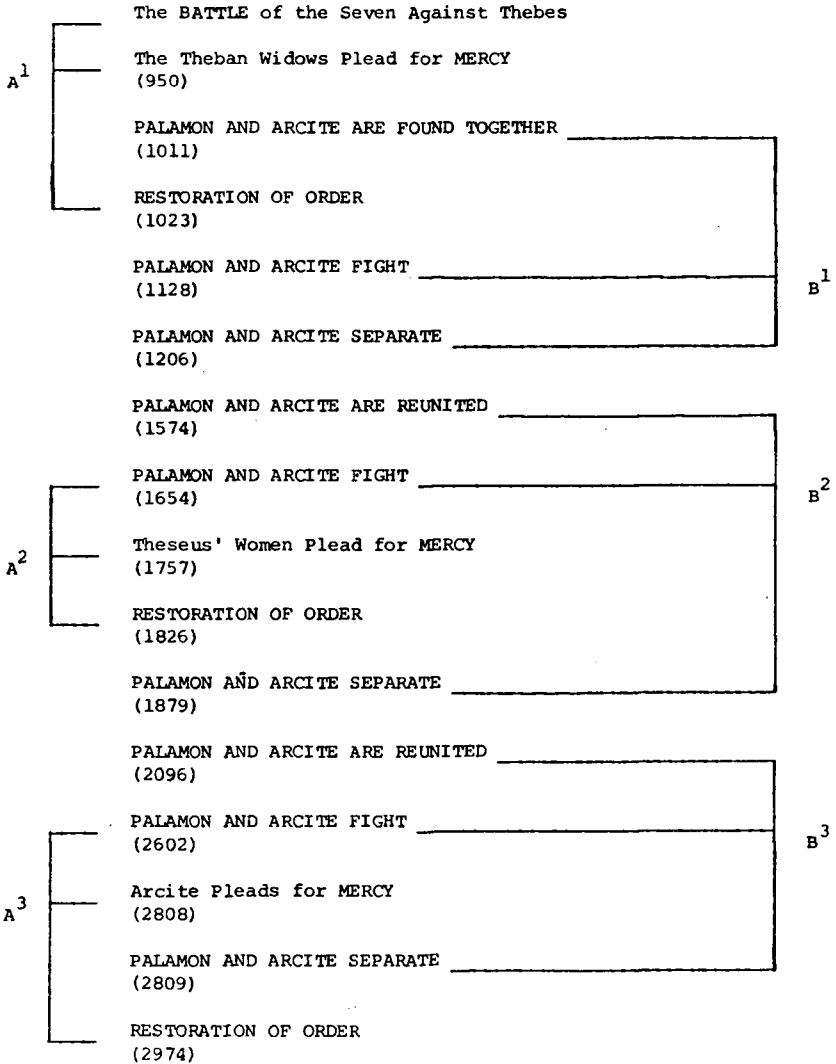 The BATTLE of the Seven Against Thebes
The Theban Widows Plead for MERCY
(950)
A1
PALAMON AND ARCITE ARE FOUND TOGETHER
(1011)
RESTORATION OF ORDER
(1023)
PALAMON AND ARCITE FIGHT
(1128)
B1
PALAMON AND ARCITE SEPARATE
(1206)
PALAMON AND ARCITE ARE REUNITED
(1574)
PALAMON AND ARCITE FIGHT
(1654)
B2
Theseus' Women Plead for MERCY
(1757)
A2
RESTORATION OF ORDER
(1826)
PALAMON AND ARCITE SEPARATE
(1879)
PALAMON AND ARCITE ARE REUNITED
(2096)
PALAMON AND ARCITE FIGHT
(2602)
B3
Arcite Pleads for MERCY
(2808)
A3
PALAMON AND ARCITE SEPARATE
(2809)
RESTORATION OF ORDER
(2974)